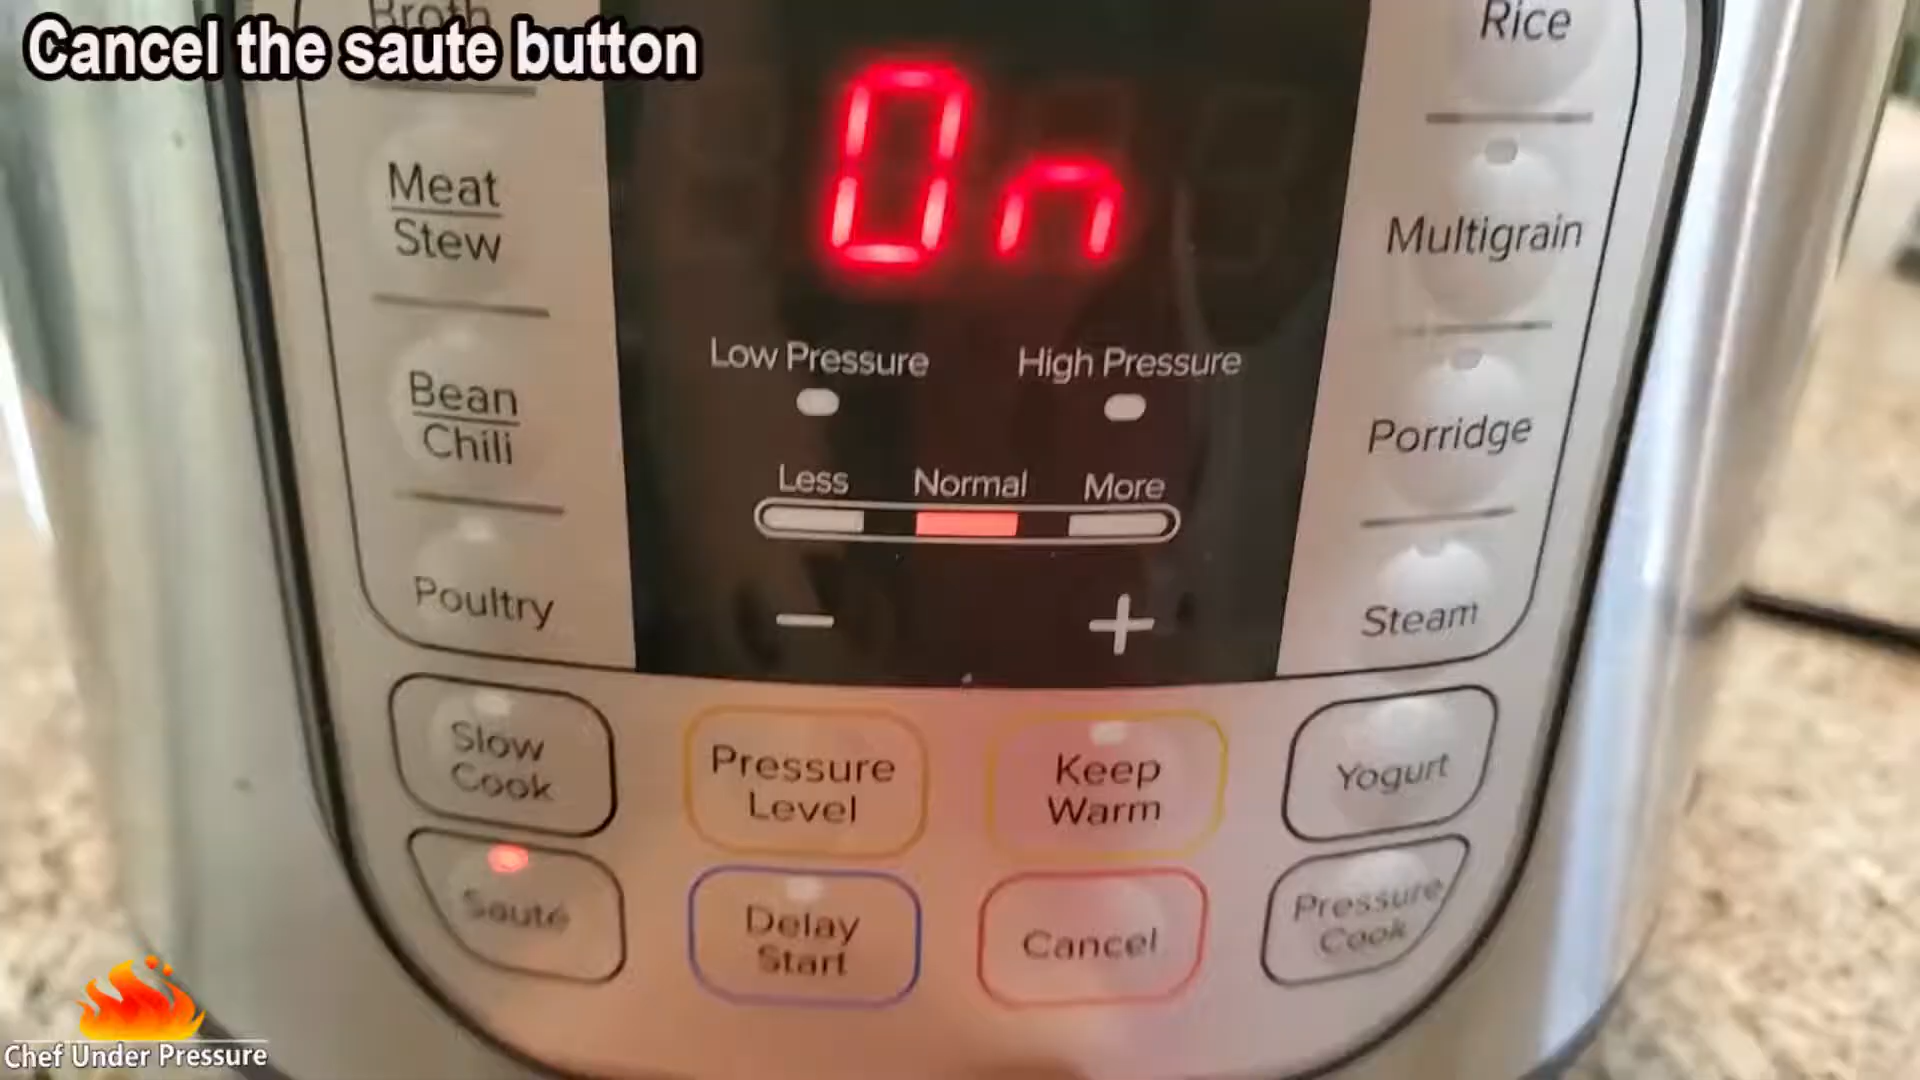 Broth
Cancel the saute button
Rice
On
Meat
Stew
Multigrain
Low Pressure
High Pressure
Bean
Chili
Porridge
Less Normal More
Poultry
− +
Steam
Slow
Cook
Pressure
Level
Keep
Warm
Yogurt
Sauté
Delay
Start
Cancel
Pressure
Cook
Chef Under Pressure